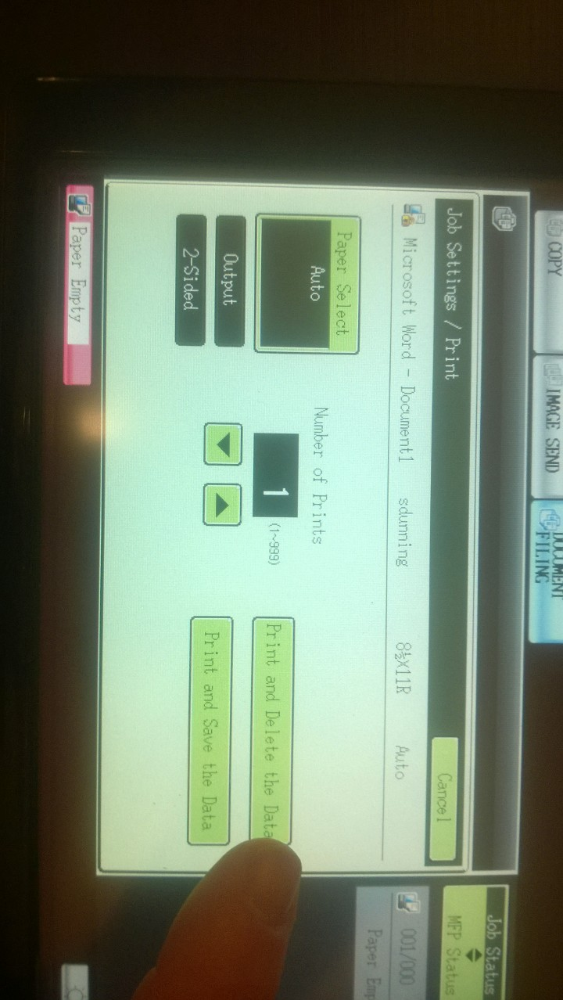 COPY
IMAGE SEND
DOCUMENT
FILING
Job Status
MFP Status
Job Settings / Print
Cancel
Microsoft Word - Document1 sdunning 8½X11R Auto
001/000
Paper Emp
Paper Select
Auto
Number of Prints
1
(1~999)
Print and Delete the Data
Output
2-Sided
Print and Save the Data
Paper Empty